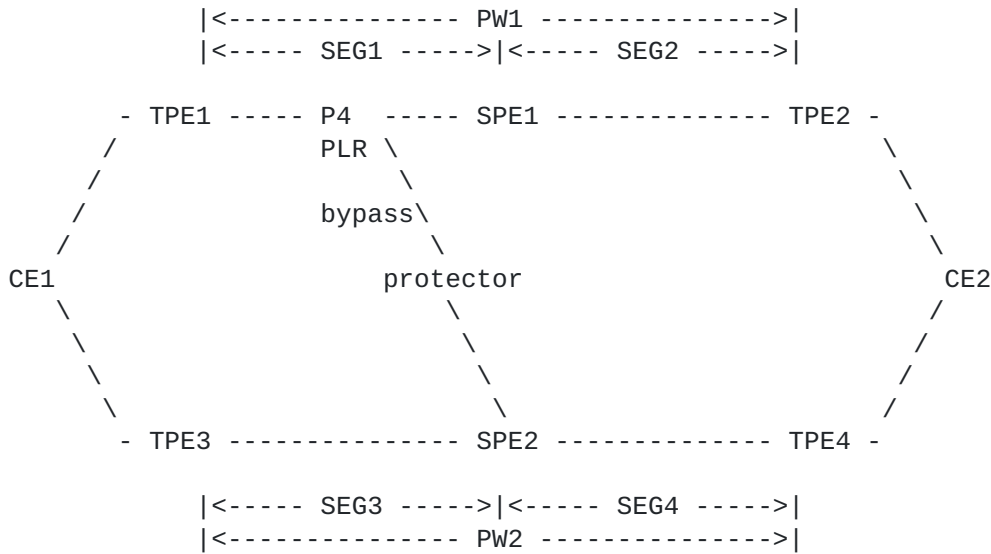 |<--------------- PW1 --------------->|
|<----- SEG1 ----->|<----- SEG2 ----->|
- TPE1 ----- P4 ----- SPE1 -------------- TPE2 -
PLR
bypass
CE1 protector CE2
- TPE3 --------------- SPE2 -------------- TPE4 -
|<----- SEG3 ----->|<----- SEG4 ----->|
|<--------------- PW2 --------------->|